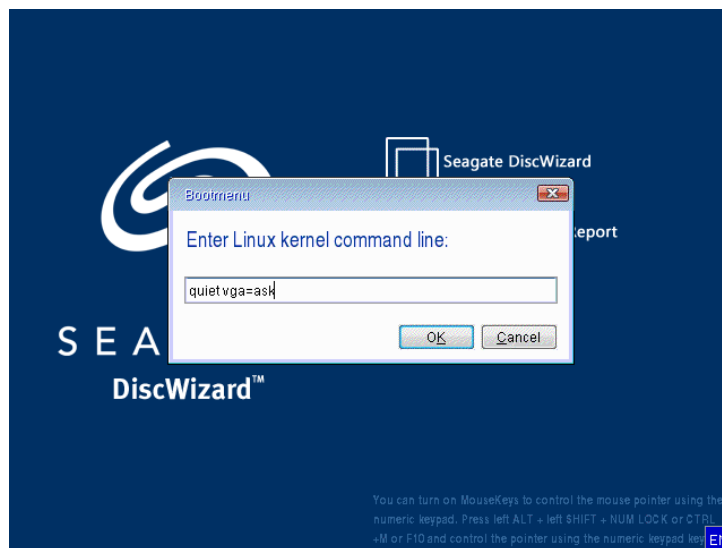 Seagate DiscWizard
Bootmenu
eport
Enter Linux kernel command line:
quiet vga=ask
OK
Cancel
SEA
DiscWizard™
You can turn on MouseKeys to control the mouse pointer using the
numeric keypad. Press left ALT + left SHIFT + NUM LOCK or CTRL
+M or F10 and control the pointer using the numeric keypad key